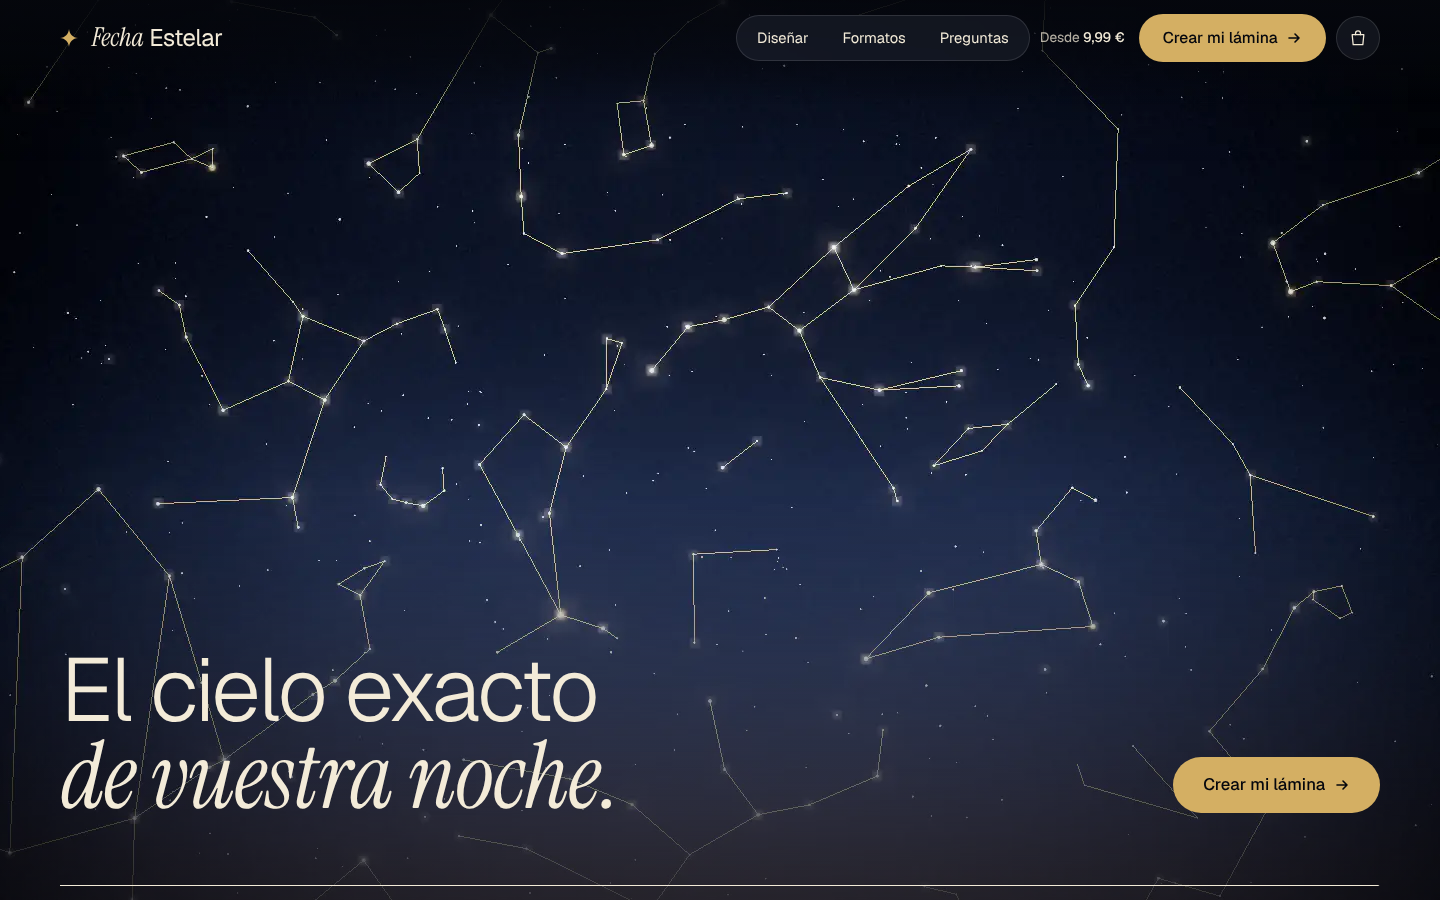 Fecha Estelar
Diseñar
Formatos
Preguntas
Desde 9,99 €
Crear mi lámina →
El cielo exacto
de vuestra noche.
Crear mi lámina →